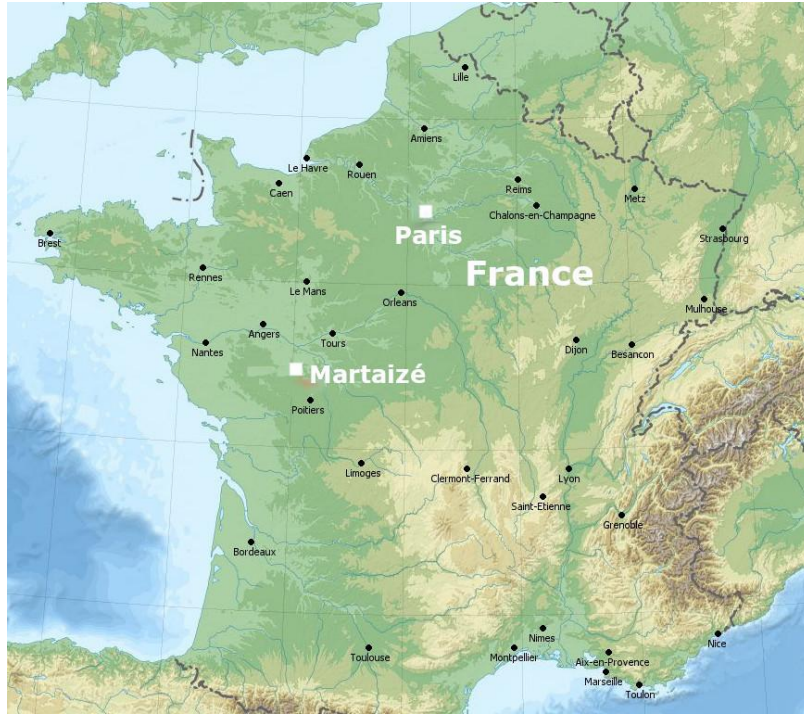 Lille
Amiens
Le Havre
Rouen
Reims
Caen
Metz
Chalons-en-Champagne
Paris
Strasbourg
Brest
Rennes
France
Le Mans
Orleans
Mulhouse
Angers
Tours
Nantes
Dijon
Besancon
Martaizé
Poitiers
Limoges
Clermont-Ferrand
Lyon
Saint-Etienne
Grenoble
Bordeaux
Nimes
Nice
Toulouse
Montpellier
Aix-en-Provence
Marseille
Toulon